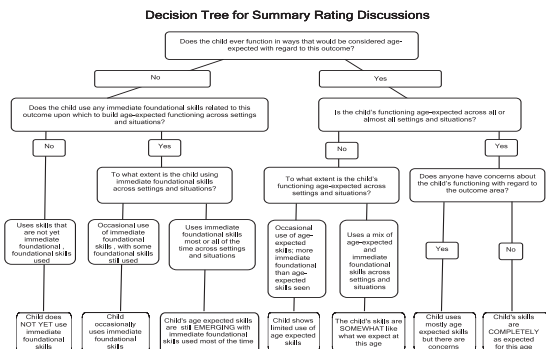 Decision Tree for Summary Rating Discussions
Does the child ever function in ways that would be considered age-
expected with regard to this outcome?
No
Yes
Does the child use any immediate foundational skills related to this
outcome upon which to build age-expected functioning across settings
and situations?
Is the child's functioning age-expected across all or
almost all settings and situations?
No
Yes
No
Yes
To what extent is the child using
immediate foundational skills
across settings and situations?
To what extent is the child's
functioning age-expected across
settings and situations?
Does anyone have concerns about
the child's functioning with regard to
the outcome area?
Uses skills that
are not yet
immediate
foundational ,
foundational skills
used
Occasional use
of immediate
foundational
skills , with some
foundational skills
still used
Uses immediate
foundational skills
most or all of the
time across settings
and situations
Occasional
use of age-
expected
skills; more
immediate
foundational
than age-
expected
skills seen
Uses a mix of
age-expected
and
immediate
foundational
skills across
settings and
situations
Yes
No
Child does
NOT YET use
immediate
foundational
skills
Child
occasionally
uses immediate
foundational
skills
Child's age expected skills
are still EMERGING with
immediate foundational
skills used most of the time
Child shows
limited use of
age expected
skills
The child's skills are
SOMEWHAT like
what we expect at
this age
Child uses
mostly age
expected skills
but there are
concerns
Child's skills
are
COMPLETELY
as expected
for this age